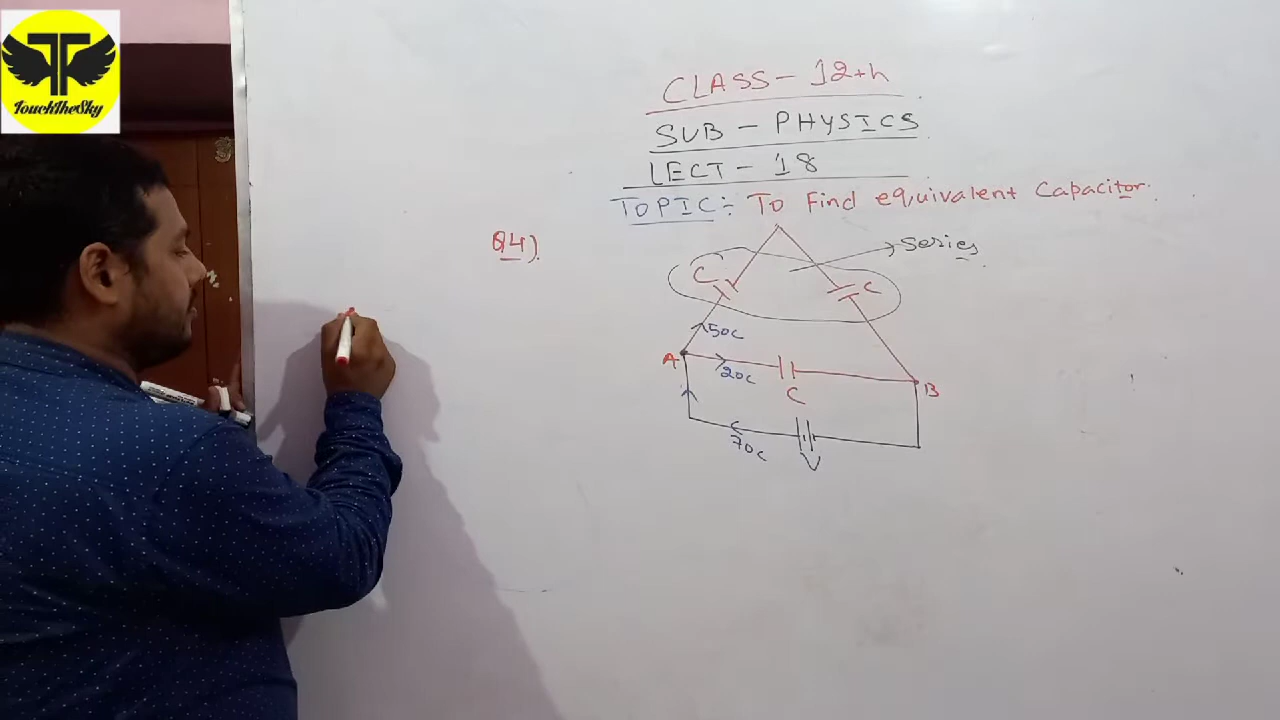 TouchTheSky
CLASS - 12th
SUB - PHYSICS
LECT - 18
TOPIC:- To Find equivalent Capacitor.
Q4).
Series
C
C
50C
A
20C
C
B
70C
V